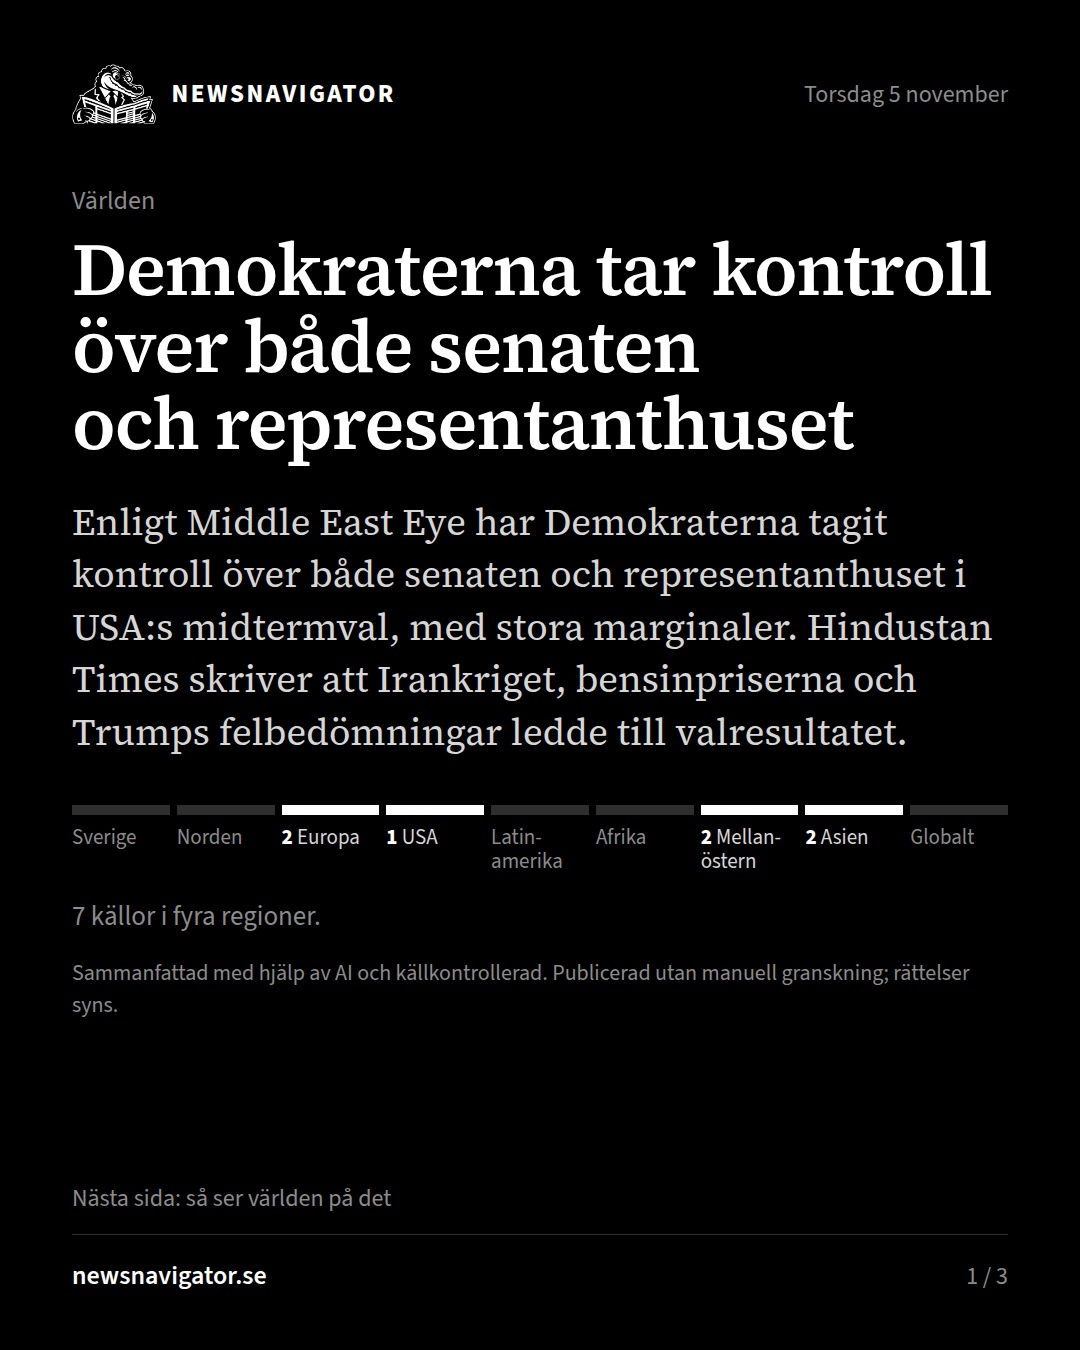 NEWSNAVIGATOR
Torsdag 5 november
Världen
Demokraterna tar kontroll
över både senaten
och representanthuset
Enligt Middle East Eye har Demokraterna tagit
kontroll över både senaten och representanthuset i
USA:s midtermval, med stora marginaler. Hindustan
Times skriver att Irankriget, bensinpriserna och
Trumps felbedömningar ledde till valresultatet.
Sverige
Norden
2 Europa
1 USA
Latin-
amerika
Afrika
2 Mellan-
östern
2 Asien
Globalt
7 källor i fyra regioner.
Sammanfattad med hjälp av AI och källkontrollerad. Publicerad utan manuell granskning; rättelser
syns.
Nästa sida: så ser världen på det
newsnavigator.se
1 / 3